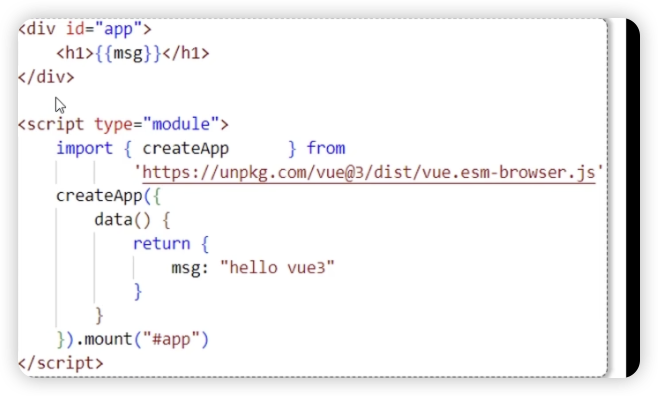 <div id="app">
    <h1>{{msg}}</h1>
</div>
<script type="module">
    import { createApp      } from
            'https://unpkg.com/vue@3/dist/vue.esm-browser.js'
    createApp({
        data() {
            return {
                msg: "hello vue3"
            }
        }
    }).mount("#app")
</script>